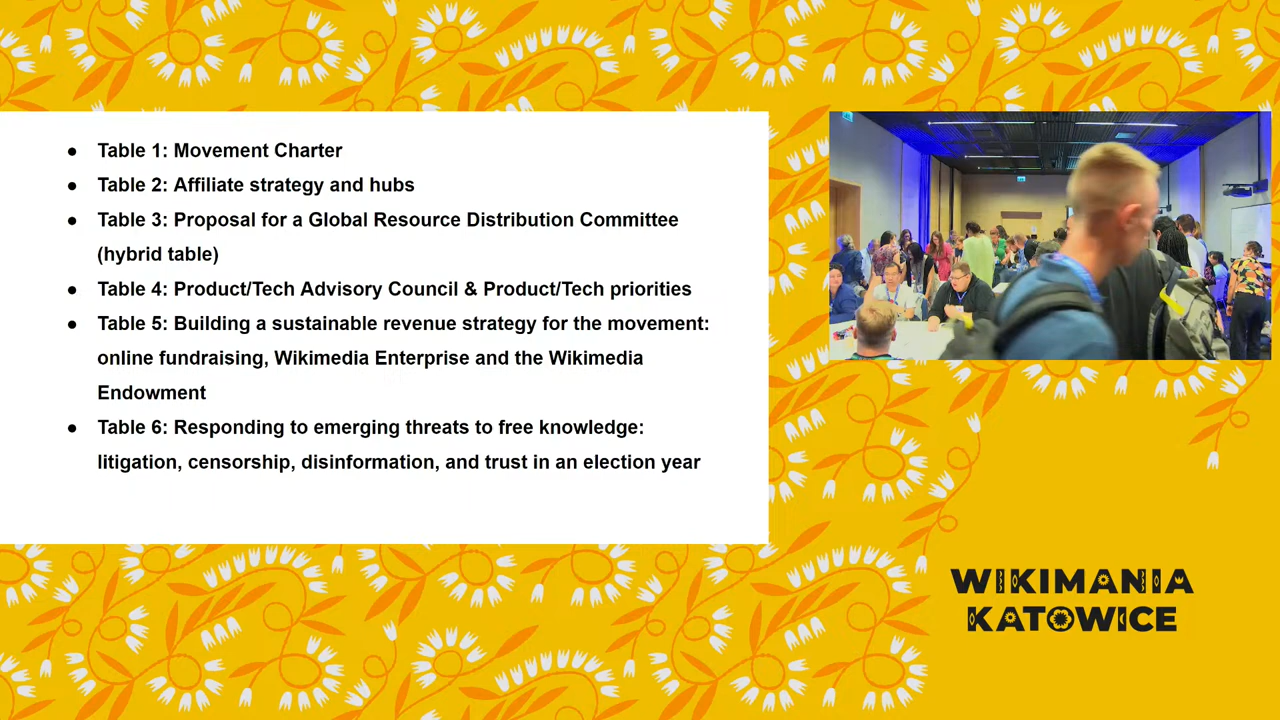 ● Table 1: Movement Charter
● Table 2: Affiliate strategy and hubs
● Table 3: Proposal for a Global Resource Distribution Committee
(hybrid table)
● Table 4: Product/Tech Advisory Council & Product/Tech priorities
● Table 5: Building a sustainable revenue strategy for the movement:
online fundraising, Wikimedia Enterprise and the Wikimedia
Endowment
● Table 6: Responding to emerging threats to free knowledge:
litigation, censorship, disinformation, and trust in an election year
WIKIMANIA
KATOWICE